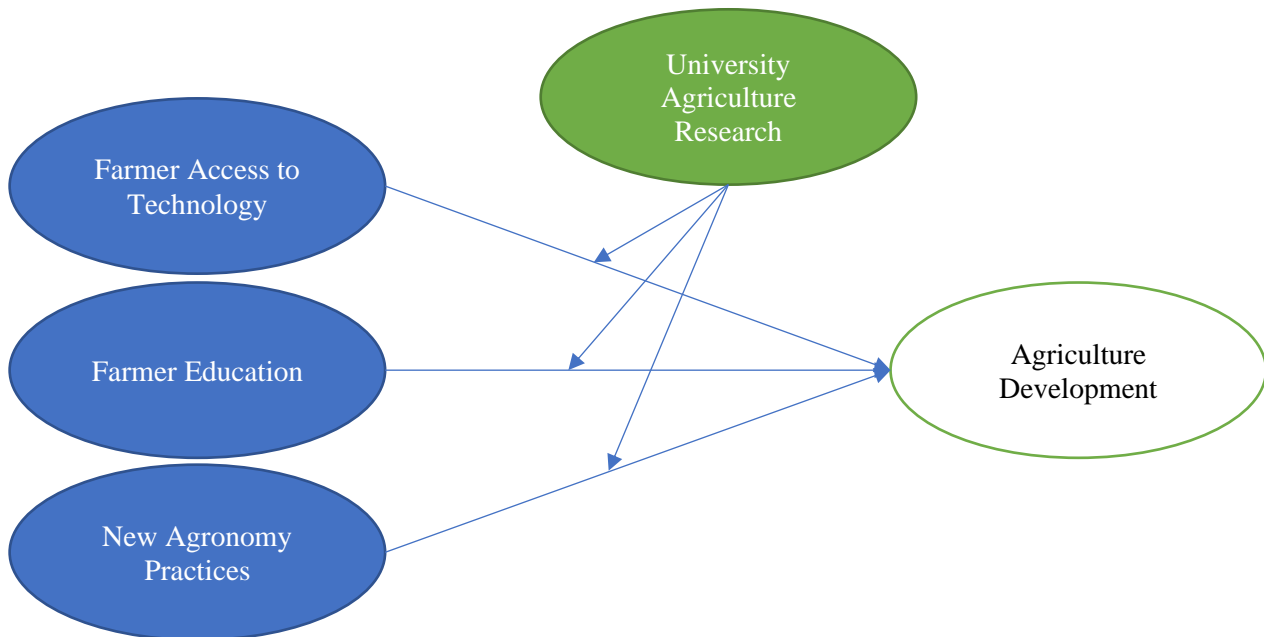 University
Agriculture
Research
Farmer Access to
Technology
Farmer Education
Agriculture
Development
New Agronomy
Practices